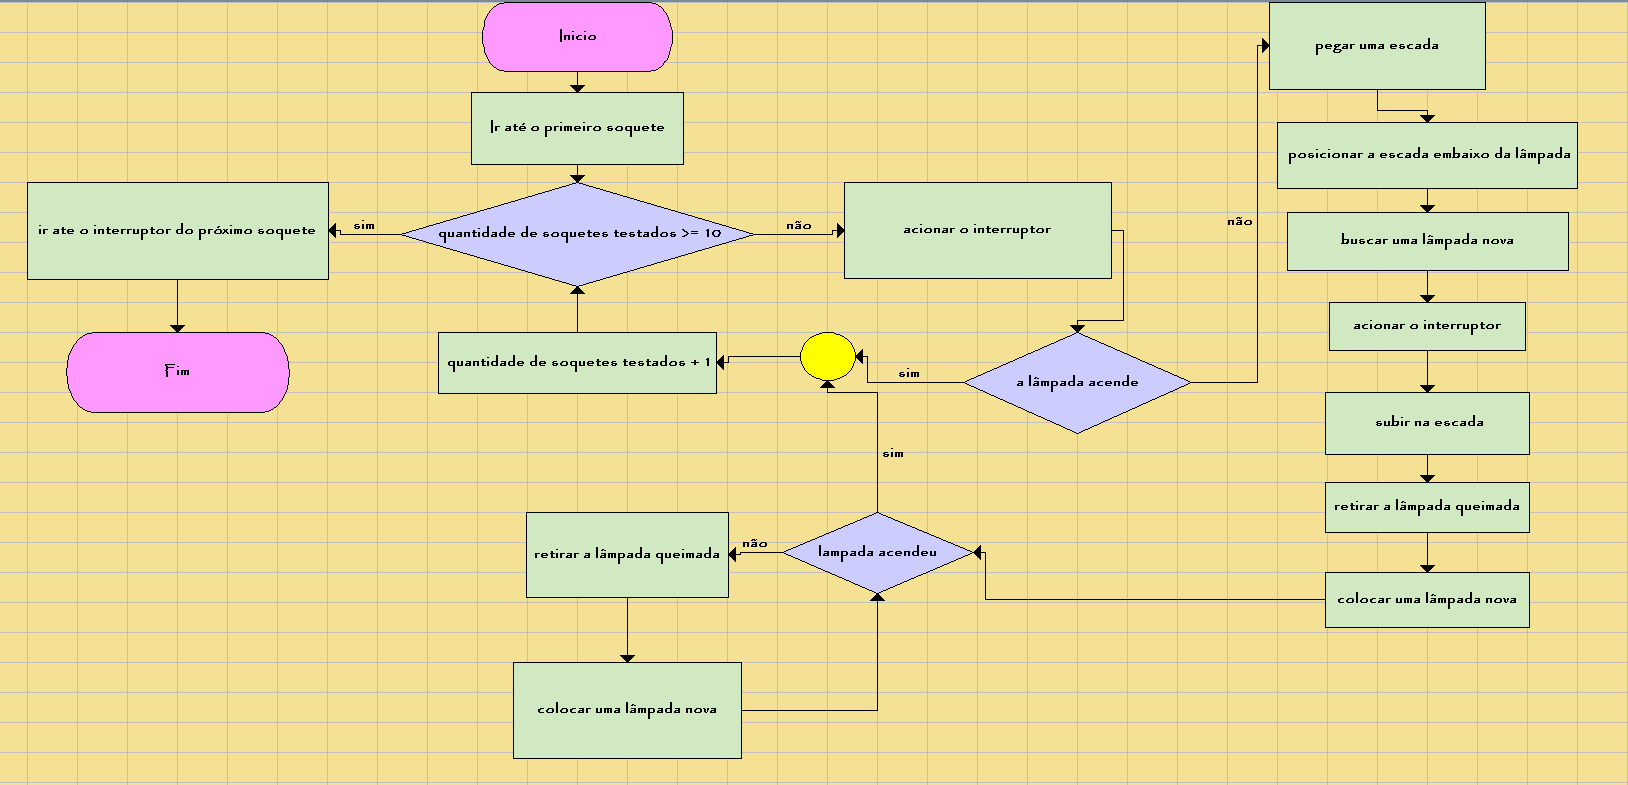 Inicio
pegar uma escada
Ir até o primeiro soquete
posicionar a escada embaixo da lâmpada
ir ate o interruptor do próximo soquete
sim
quantidade de soquetes testados >= 10
não
acionar o interruptor
não
buscar uma lâmpada nova
acionar o interruptor
Fim
quantidade de soquetes testados + 1
sim
a lâmpada acende
subir na escada
sim
retirar a lâmpada queimada
retirar a lâmpada queimada
não
lampada acendeu
colocar uma lâmpada nova
colocar uma lâmpada nova